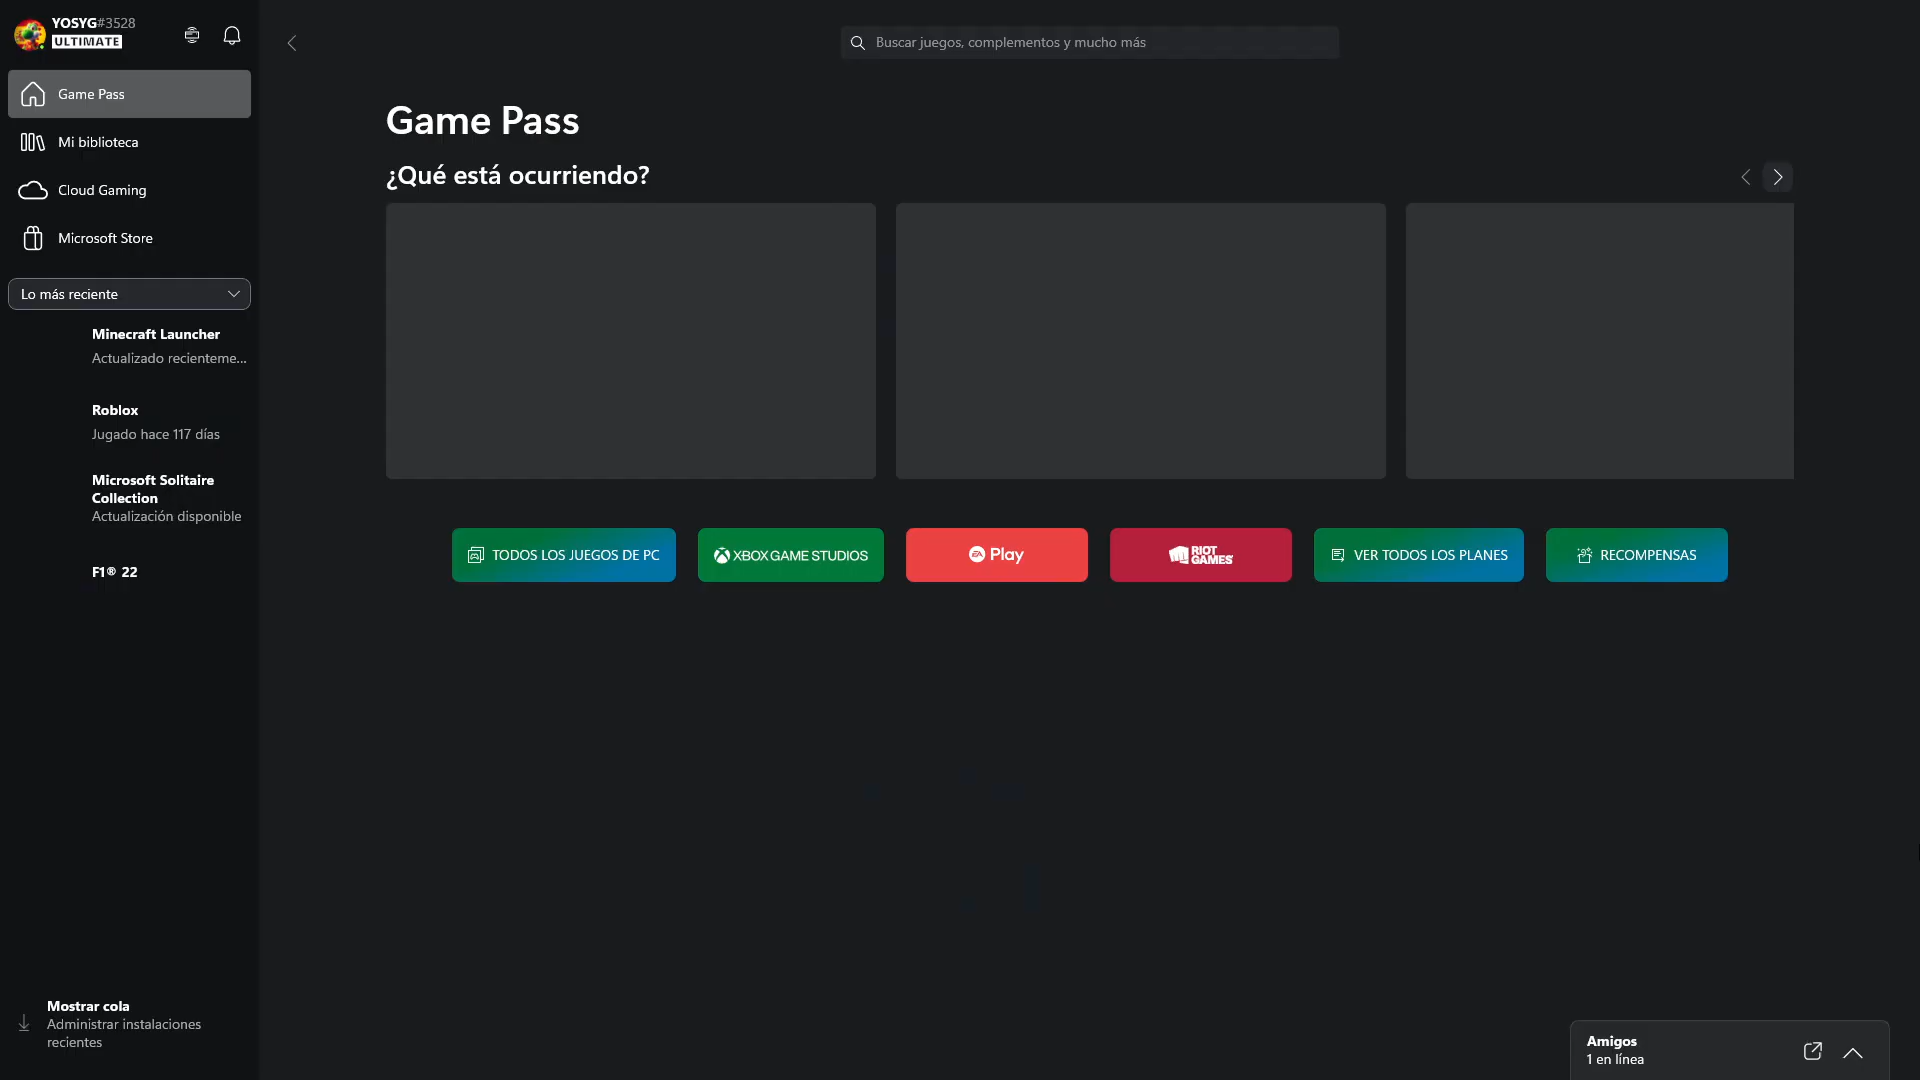 YOSYG#3528
ULTIMATE
Buscar juegos, complementos y mucho más
Game Pass
Mi biblioteca
Cloud Gaming
Microsoft Store
Lo más reciente
Minecraft Launcher
Actualizado recienteme...
Roblox
Jugado hace 117 días
Microsoft Solitaire
Collection
Actualización disponible
F1® 22
Mostrar cola
Administrar instalaciones
recientes
Game Pass
¿Qué está ocurriendo?
TODOS LOS JUEGOS DE PC
XBOX GAME STUDIOS
EA Play
RIOT
GAMES
VER TODOS LOS PLANES
RECOMPENSAS
Amigos
1 en línea